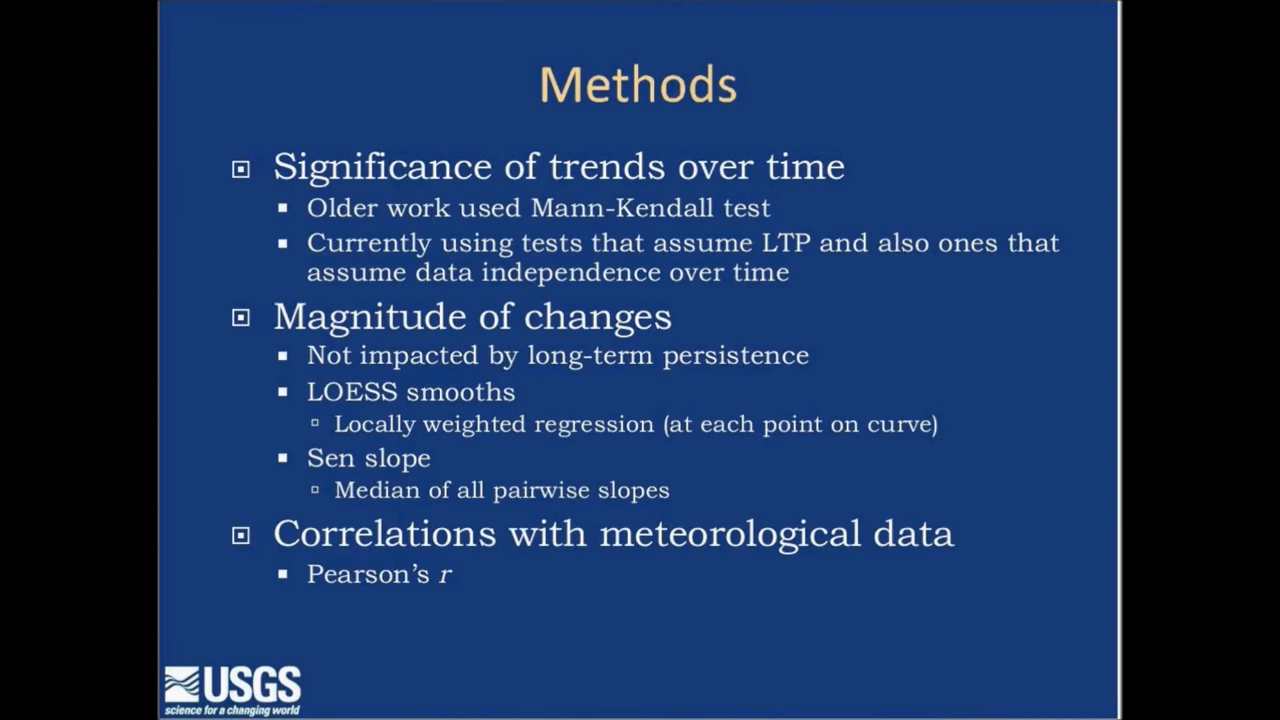 Methods
Significance of trends over time
Older work used Mann-Kendall test
Currently using tests that assume LTP and also ones that
assume data independence over time
Magnitude of changes
Not impacted by long-term persistence
LOESS smooths
Locally weighted regression (at each point on curve)
Sen slope
Median of all pairwise slopes
Correlations with meteorological data
Pearson’s r
USGS
science for a changing world